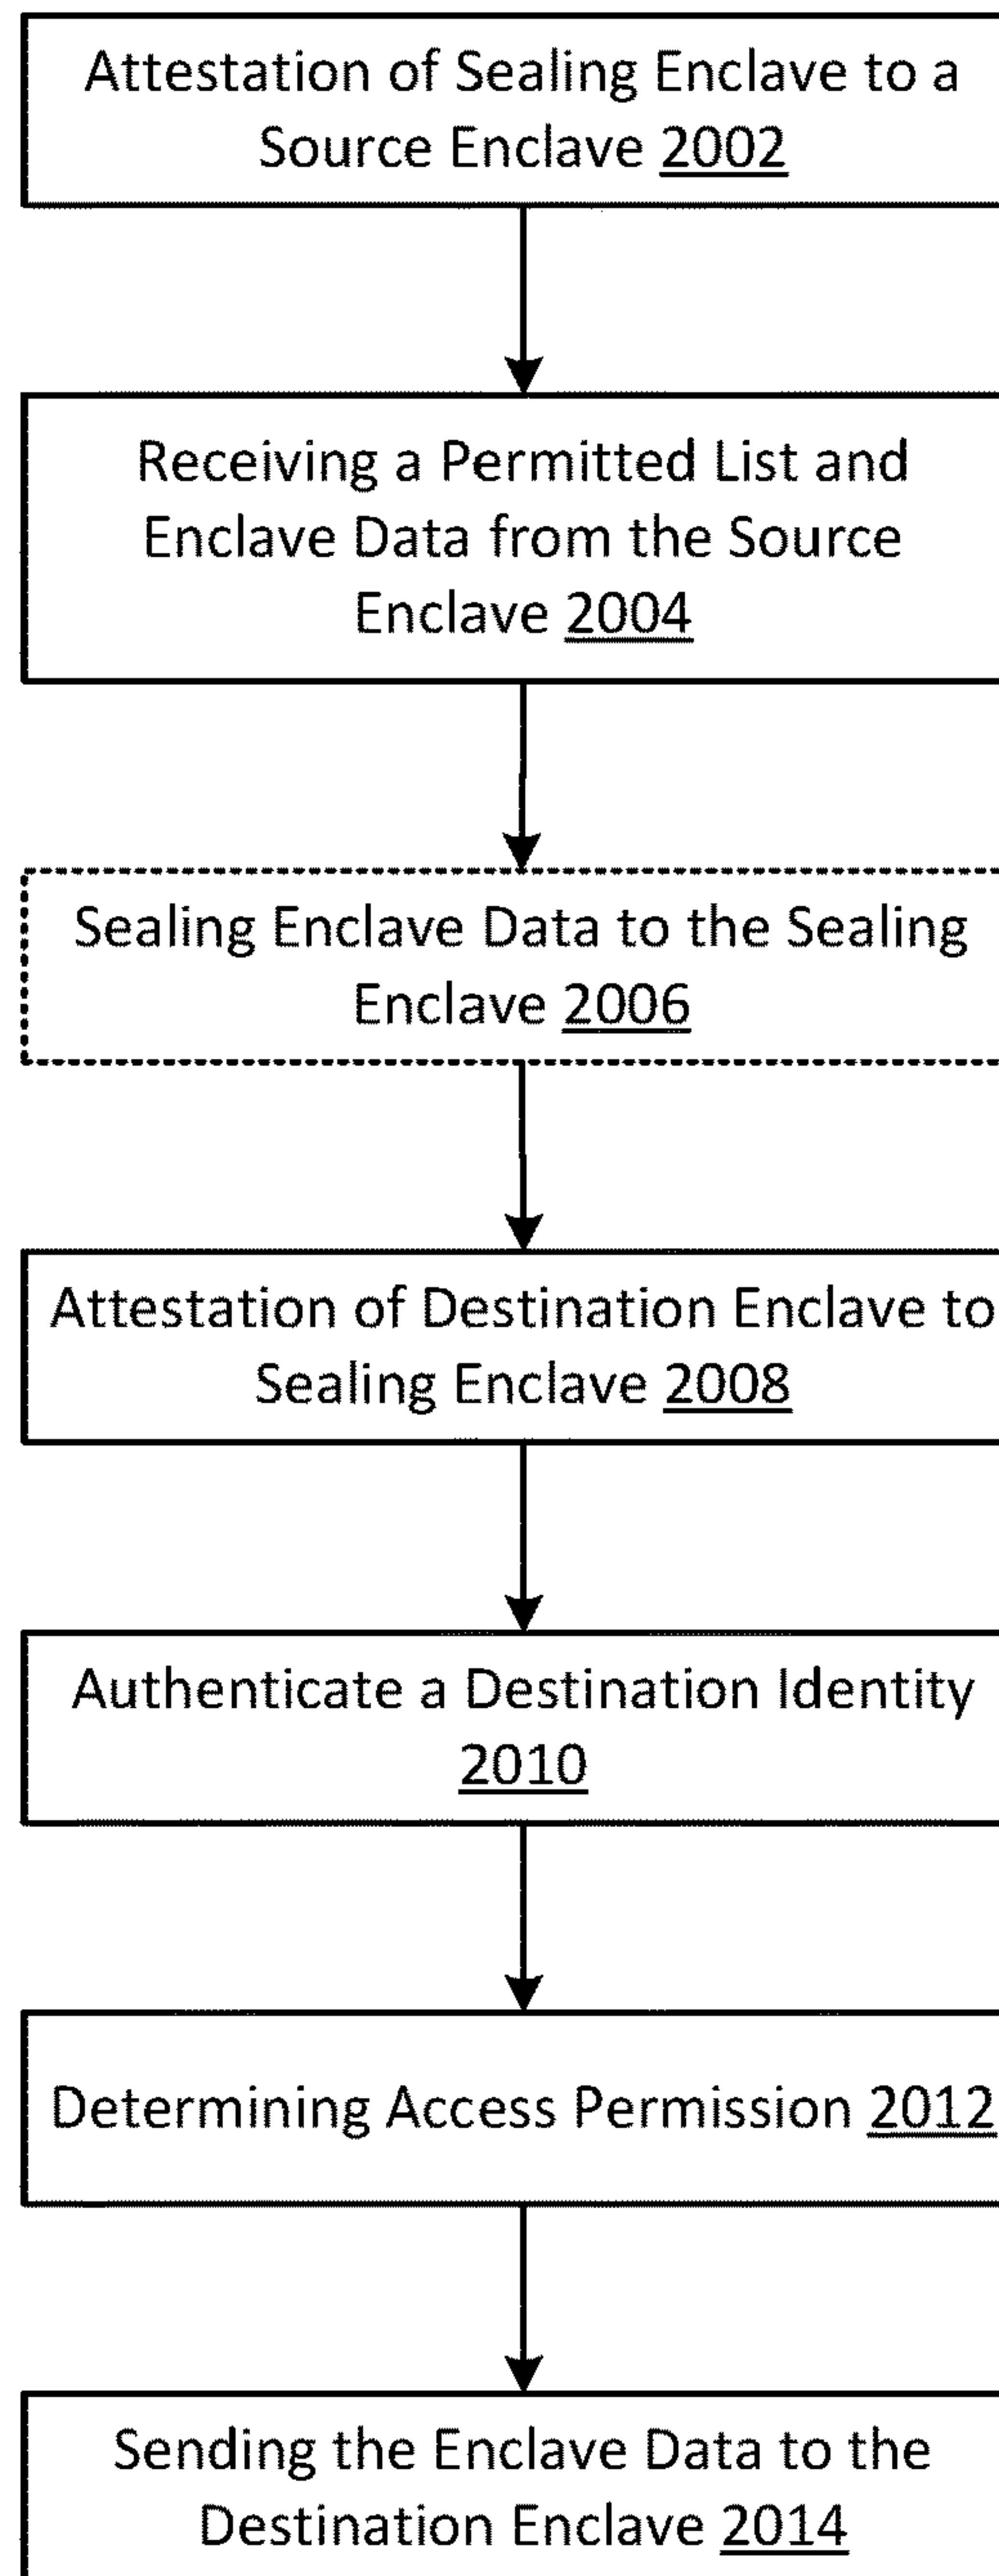 Attestation of Sealing Enclave to a
Source Enclave 2002
Receiving a Permitted List and
Enclave Data from the Source
Enclave 2004
Sealing Enclave Data to the Sealing
Enclave 2006
Attestation of Destination Enclave to
Sealing Enclave 2008
Authenticate a Destination Identity
2010
Determining Access Permission 2012
Sending the Enclave Data to the
Destination Enclave 2014